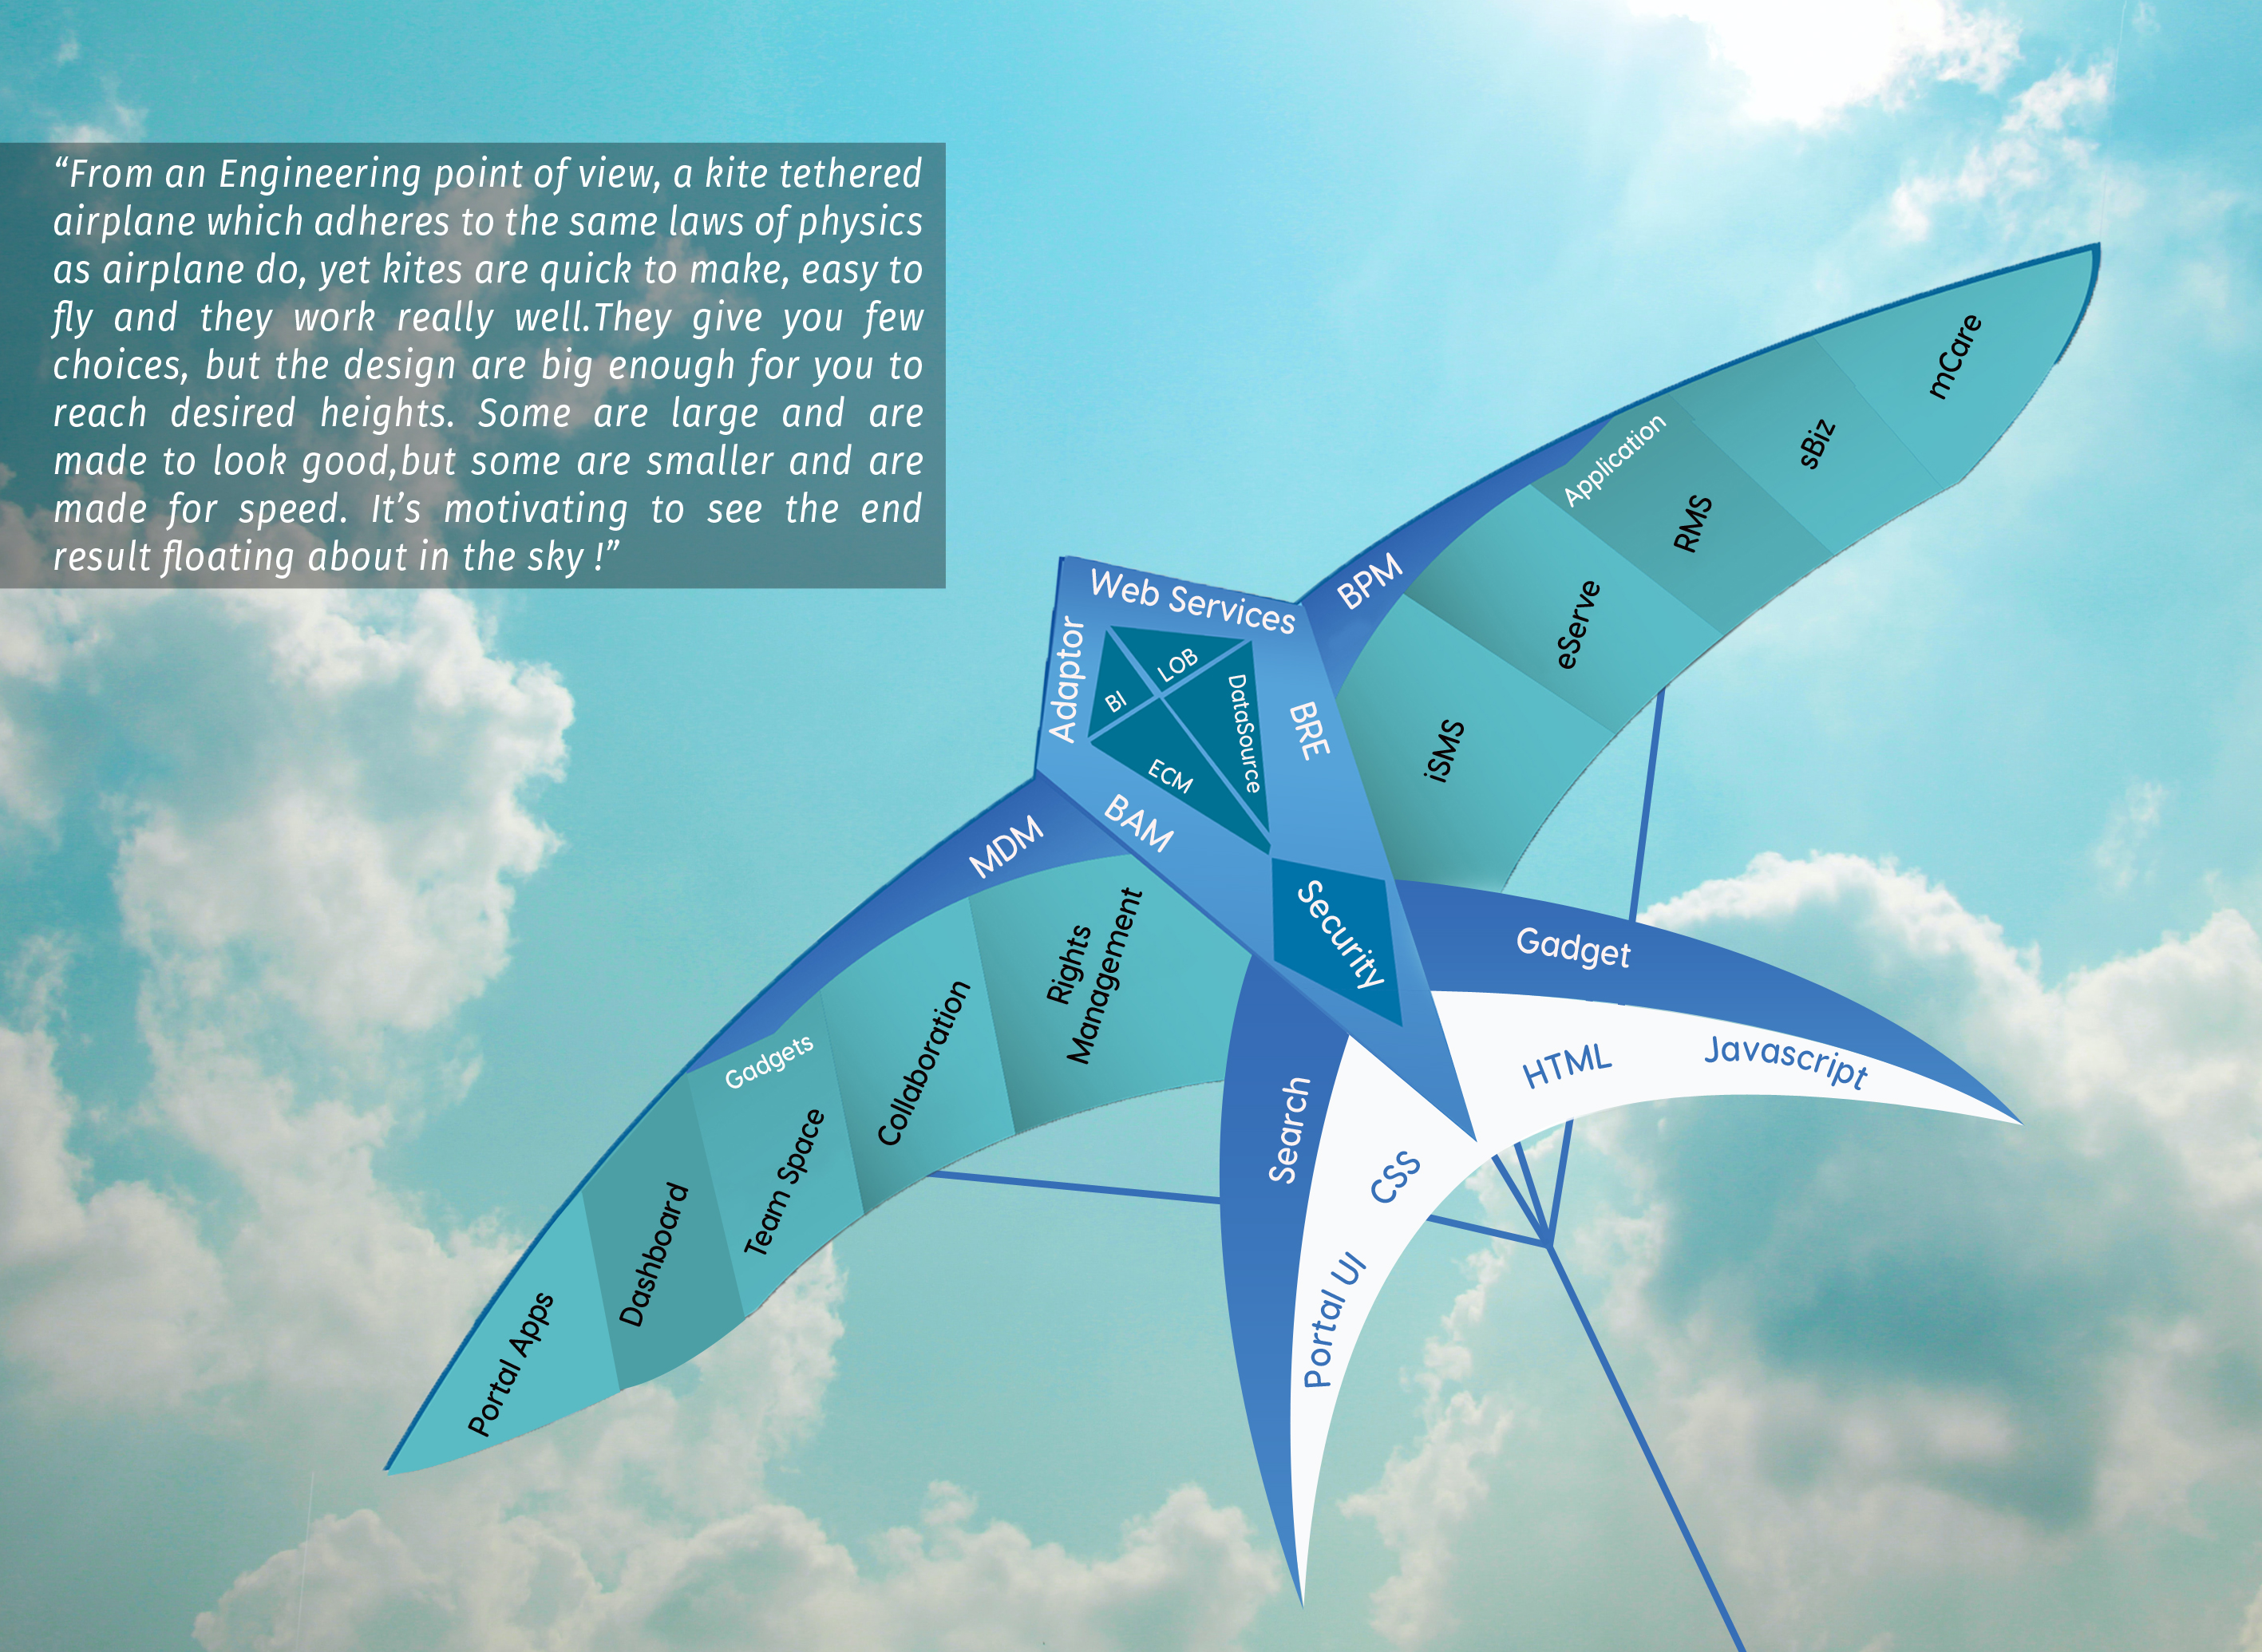 “From an Engineering point of view, a kite tethered
airplane which adheres to the same laws of physics
as airplane do, yet kites are quick to make, easy to
fly and they work really well.They give you few
choices, but the design are big enough for you to
reach desired heights. Some are large and are
made to look good,but some are smaller and are
made for speed. It’s motivating to see the end
result floating about in the sky !”
mCare
sBiz
Application
RMS
eServe
iSMS
BPM
Web Services
Adaptor
LOB
BI
DataSource
ECM
BRE
BAM
MDM
Security
Rights
Management
Collaboration
Gadgets
Team Space
Dashboard
Portal Apps
Gadget
HTML
Javascript
Search
CSS
Portal UI